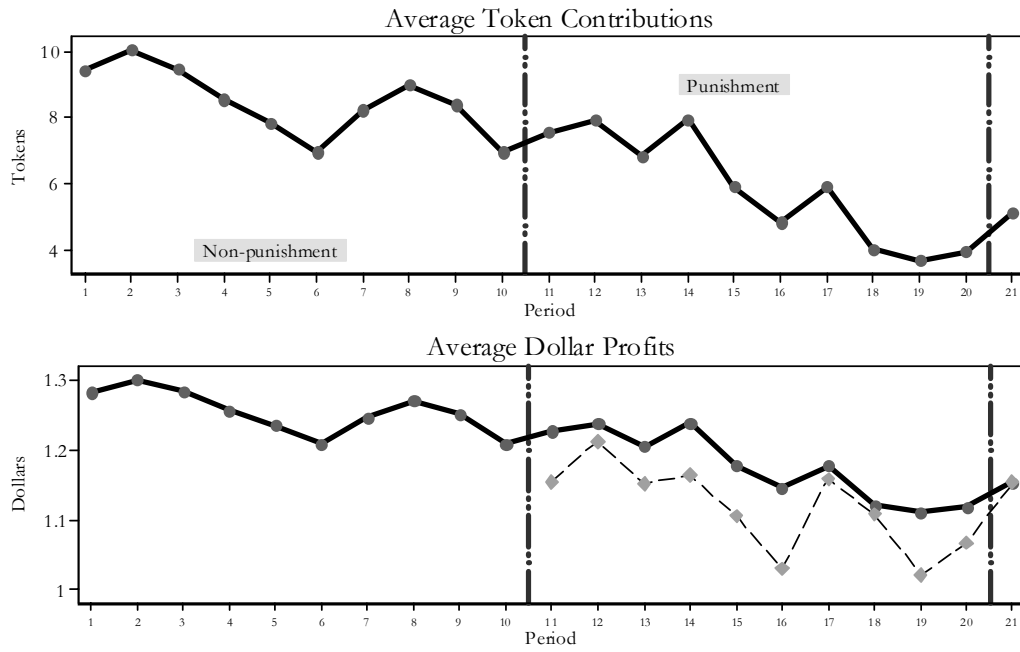 Average Token Contributions
10
8
6
4
Tokens
Punishment
Non-punishment
1 2 3 4 5 6 7 8 9 10 11 12 13 14 15 16 17 18 19 20 21
Period
Average Dollar Profits
1.3
1.2
1.1
1
Dollars
1 2 3 4 5 6 7 8 9 10 11 12 13 14 15 16 17 18 19 20 21
Period